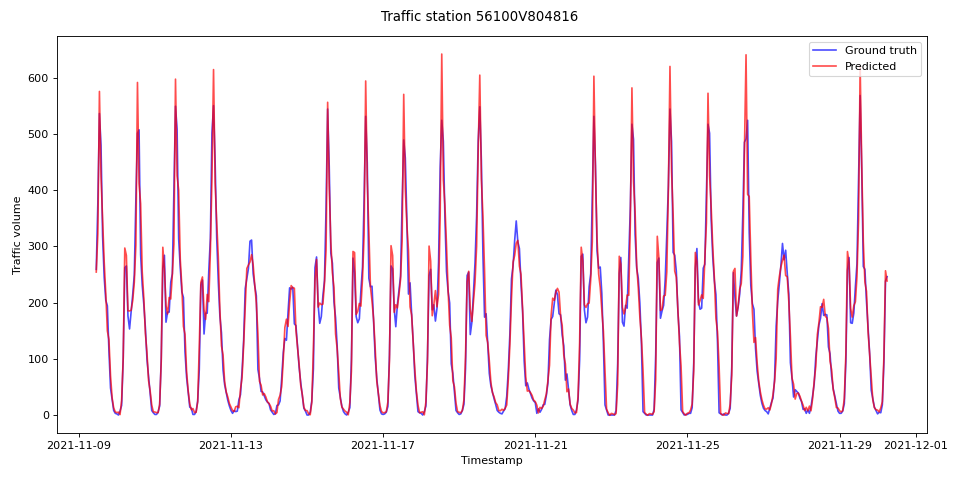 Traffic station 56100V804816
Ground truth
Predicted
600
500
400
300
200
100
0
Traffic volume
2021-11-09 2021-11-13 2021-11-17 2021-11-21 2021-11-25 2021-11-29 2021-12-01
Timestamp